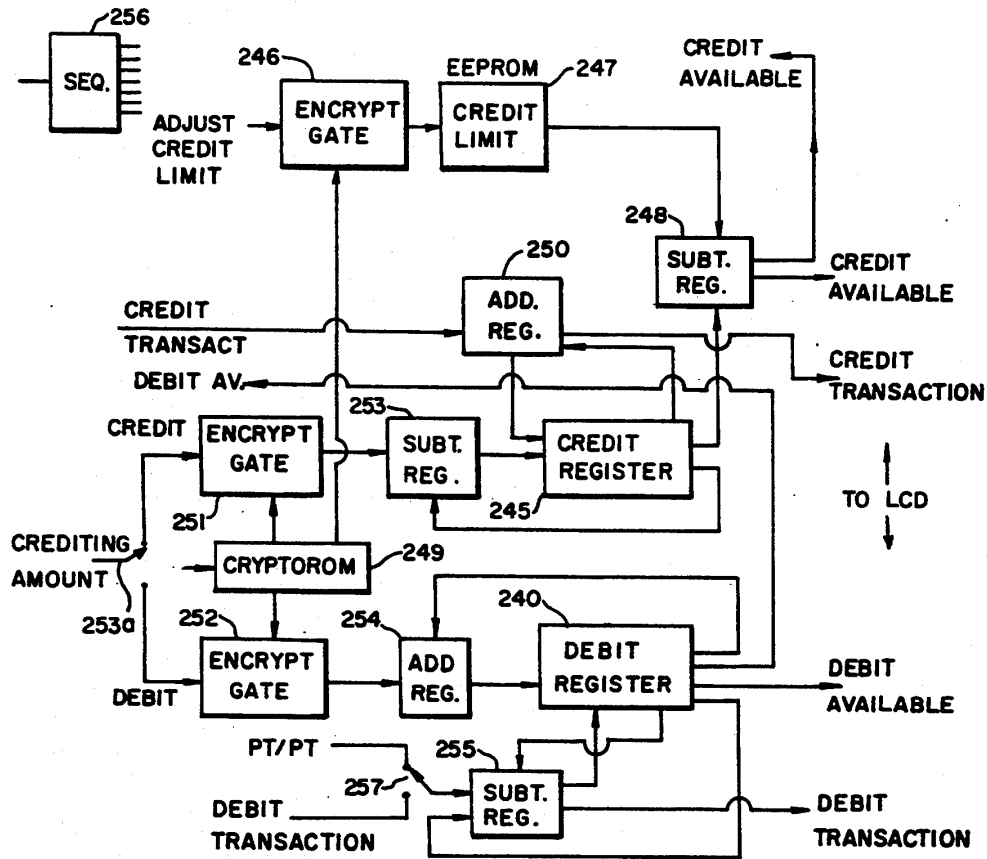 256
SEQ.
246
EEPROM
247
CREDIT
AVAILABLE
ENCRYPT
GATE
CREDIT
LIMIT
ADJUST
CREDIT
LIMIT
248
SUBT.
REG.
CREDIT
AVAILABLE
250
ADD.
REG.
CREDIT
TRANSACT
CREDIT
TRANSACTION
DEBIT AV.
253
CREDIT
ENCRYPT
GATE
SUBT.
REG.
CREDIT
REGISTER
251
245
TO LCD
CREDITING
AMOUNT
CRYPTOROM
249
253a
252
254
240
ENCRYPT
GATE
ADD
REG.
DEBIT
REGISTER
DEBIT
DEBIT
AVAILABLE
PT/PT
255
257
SUBT.
REG.
DEBIT
TRANSACTION
DEBIT
TRANSACTION